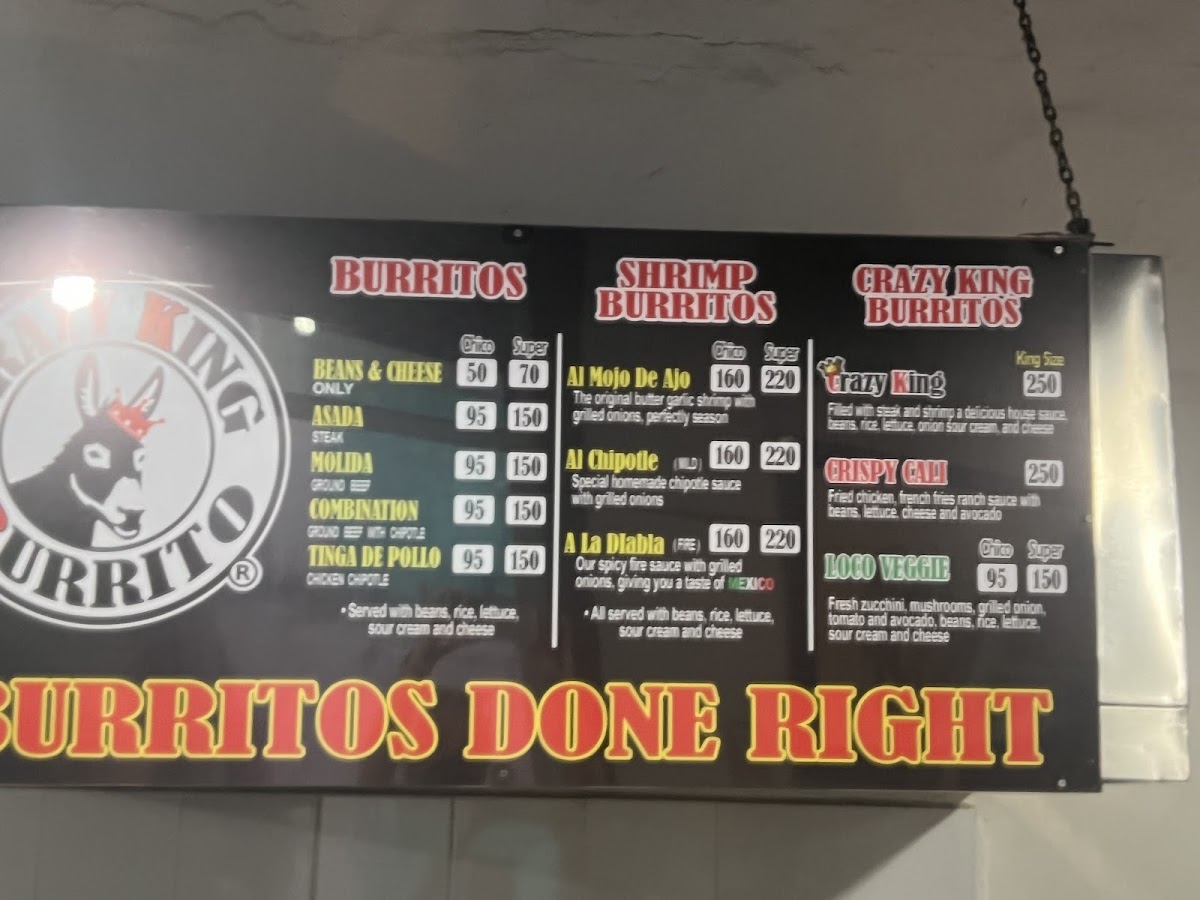 CRAZY KING
BURRITO
®
BURRITOS
Chico Super
BEANS & CHEESE 50 70
ONLY
ASADA 95 150
STEAK
MOLIDA 95 150
GROUND BEEF
COMBINATION 95 150
GROUND BEEF WITH CHIPOTLE
TINGA DE POLLO 95 150
CHICKEN CHIPOTLE
• Served with beans, rice, lettuce,
sour cream and cheese
SHRIMP
BURRITOS
Chico Super
Al Mojo De Ajo 160 220
The original butter garlic shrimp with
grilled onions, perfectly season
Al Chipotle (MILD) 160 220
Special homemade chipotle sauce
with grilled onions
A La Diabla (FIRE) 160 220
Our spicy fire sauce with grilled
onions, giving you a taste of MEXICO
• All served with beans, rice, lettuce,
sour cream and cheese
CRAZY KING
BURRITOS
King Size
Crazy King 250
Filled with steak and shrimp a delicious house sauce,
beans, rice, lettuce, onion sour cream, and cheese
CRISPY CALI 250
Fried chicken, french fries ranch sauce with
beans, lettuce, cheese and avocado
Chico Super
LOCO VEGGIE 95 150
Fresh zucchini, mushrooms, grilled onion,
tomato and avocado, beans, rice, lettuce,
sour cream and cheese
BURRITOS DONE RIGHT